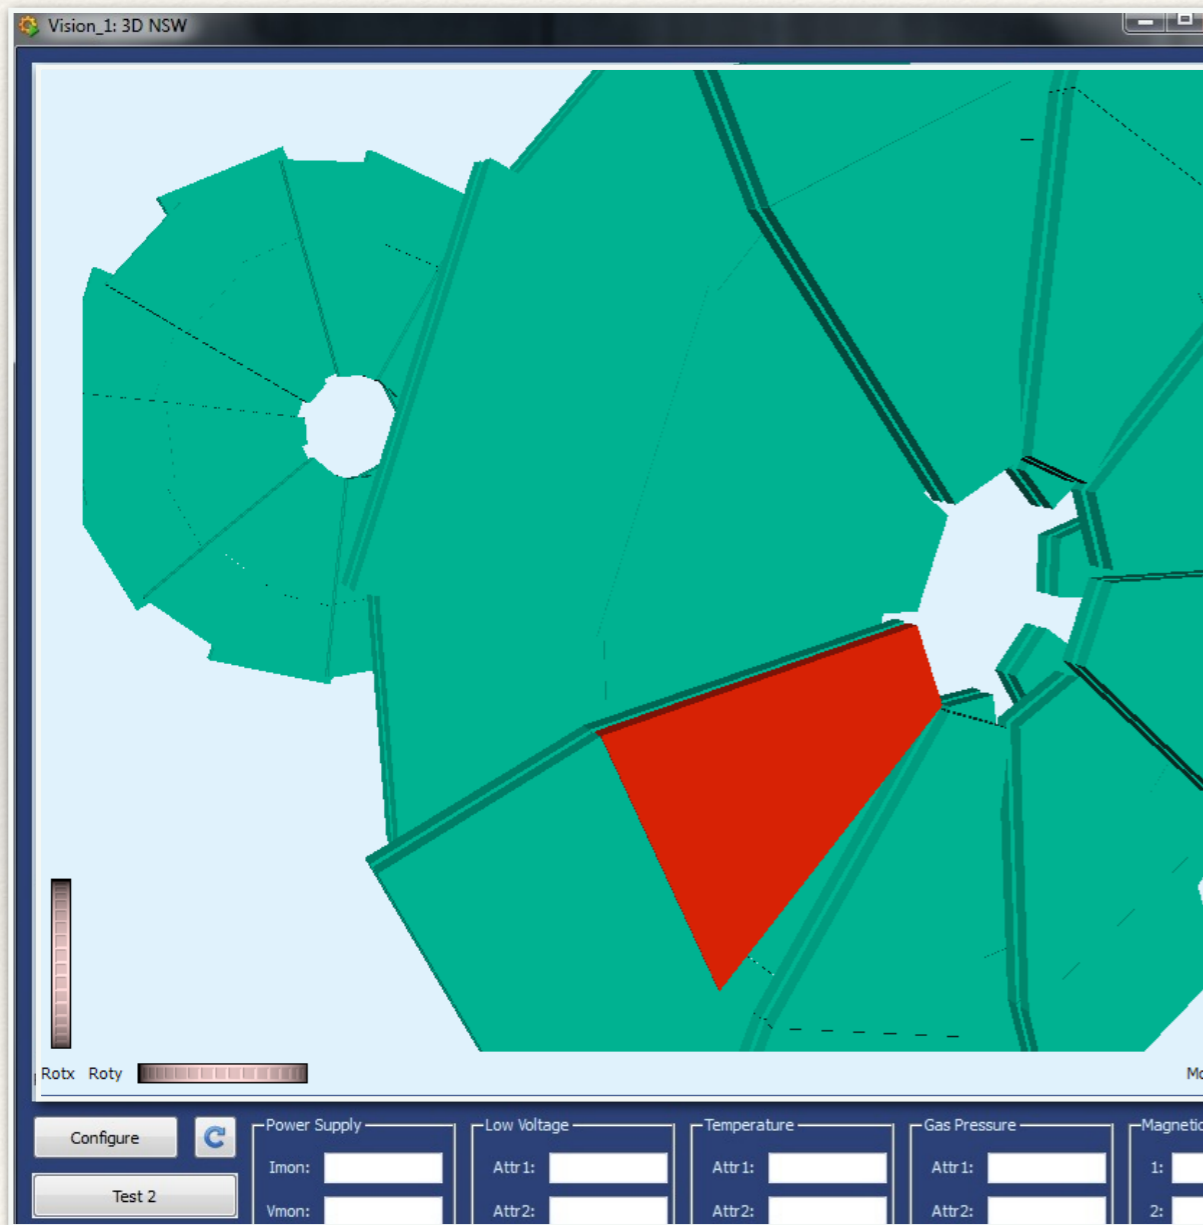 Vision_1: 3D NSW
Rotx Roty
Configure
Test 2
Power Supply
Imon:
Vmon:
Low Voltage
Attr1:
Attr2:
Temperature
Attr1:
Attr2:
Gas Pressure
Attr1:
Attr2:
1:
2: